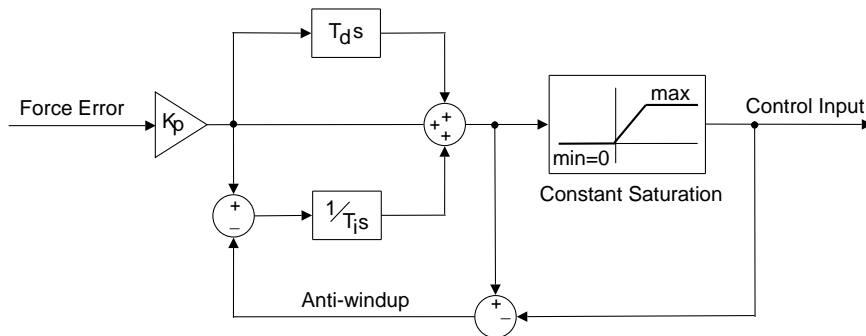 T_d s
Force Error
K_p
+
+
+
max
min=0
Control Input
Constant Saturation
+
−
1/T_i s
Anti-windup
+
−